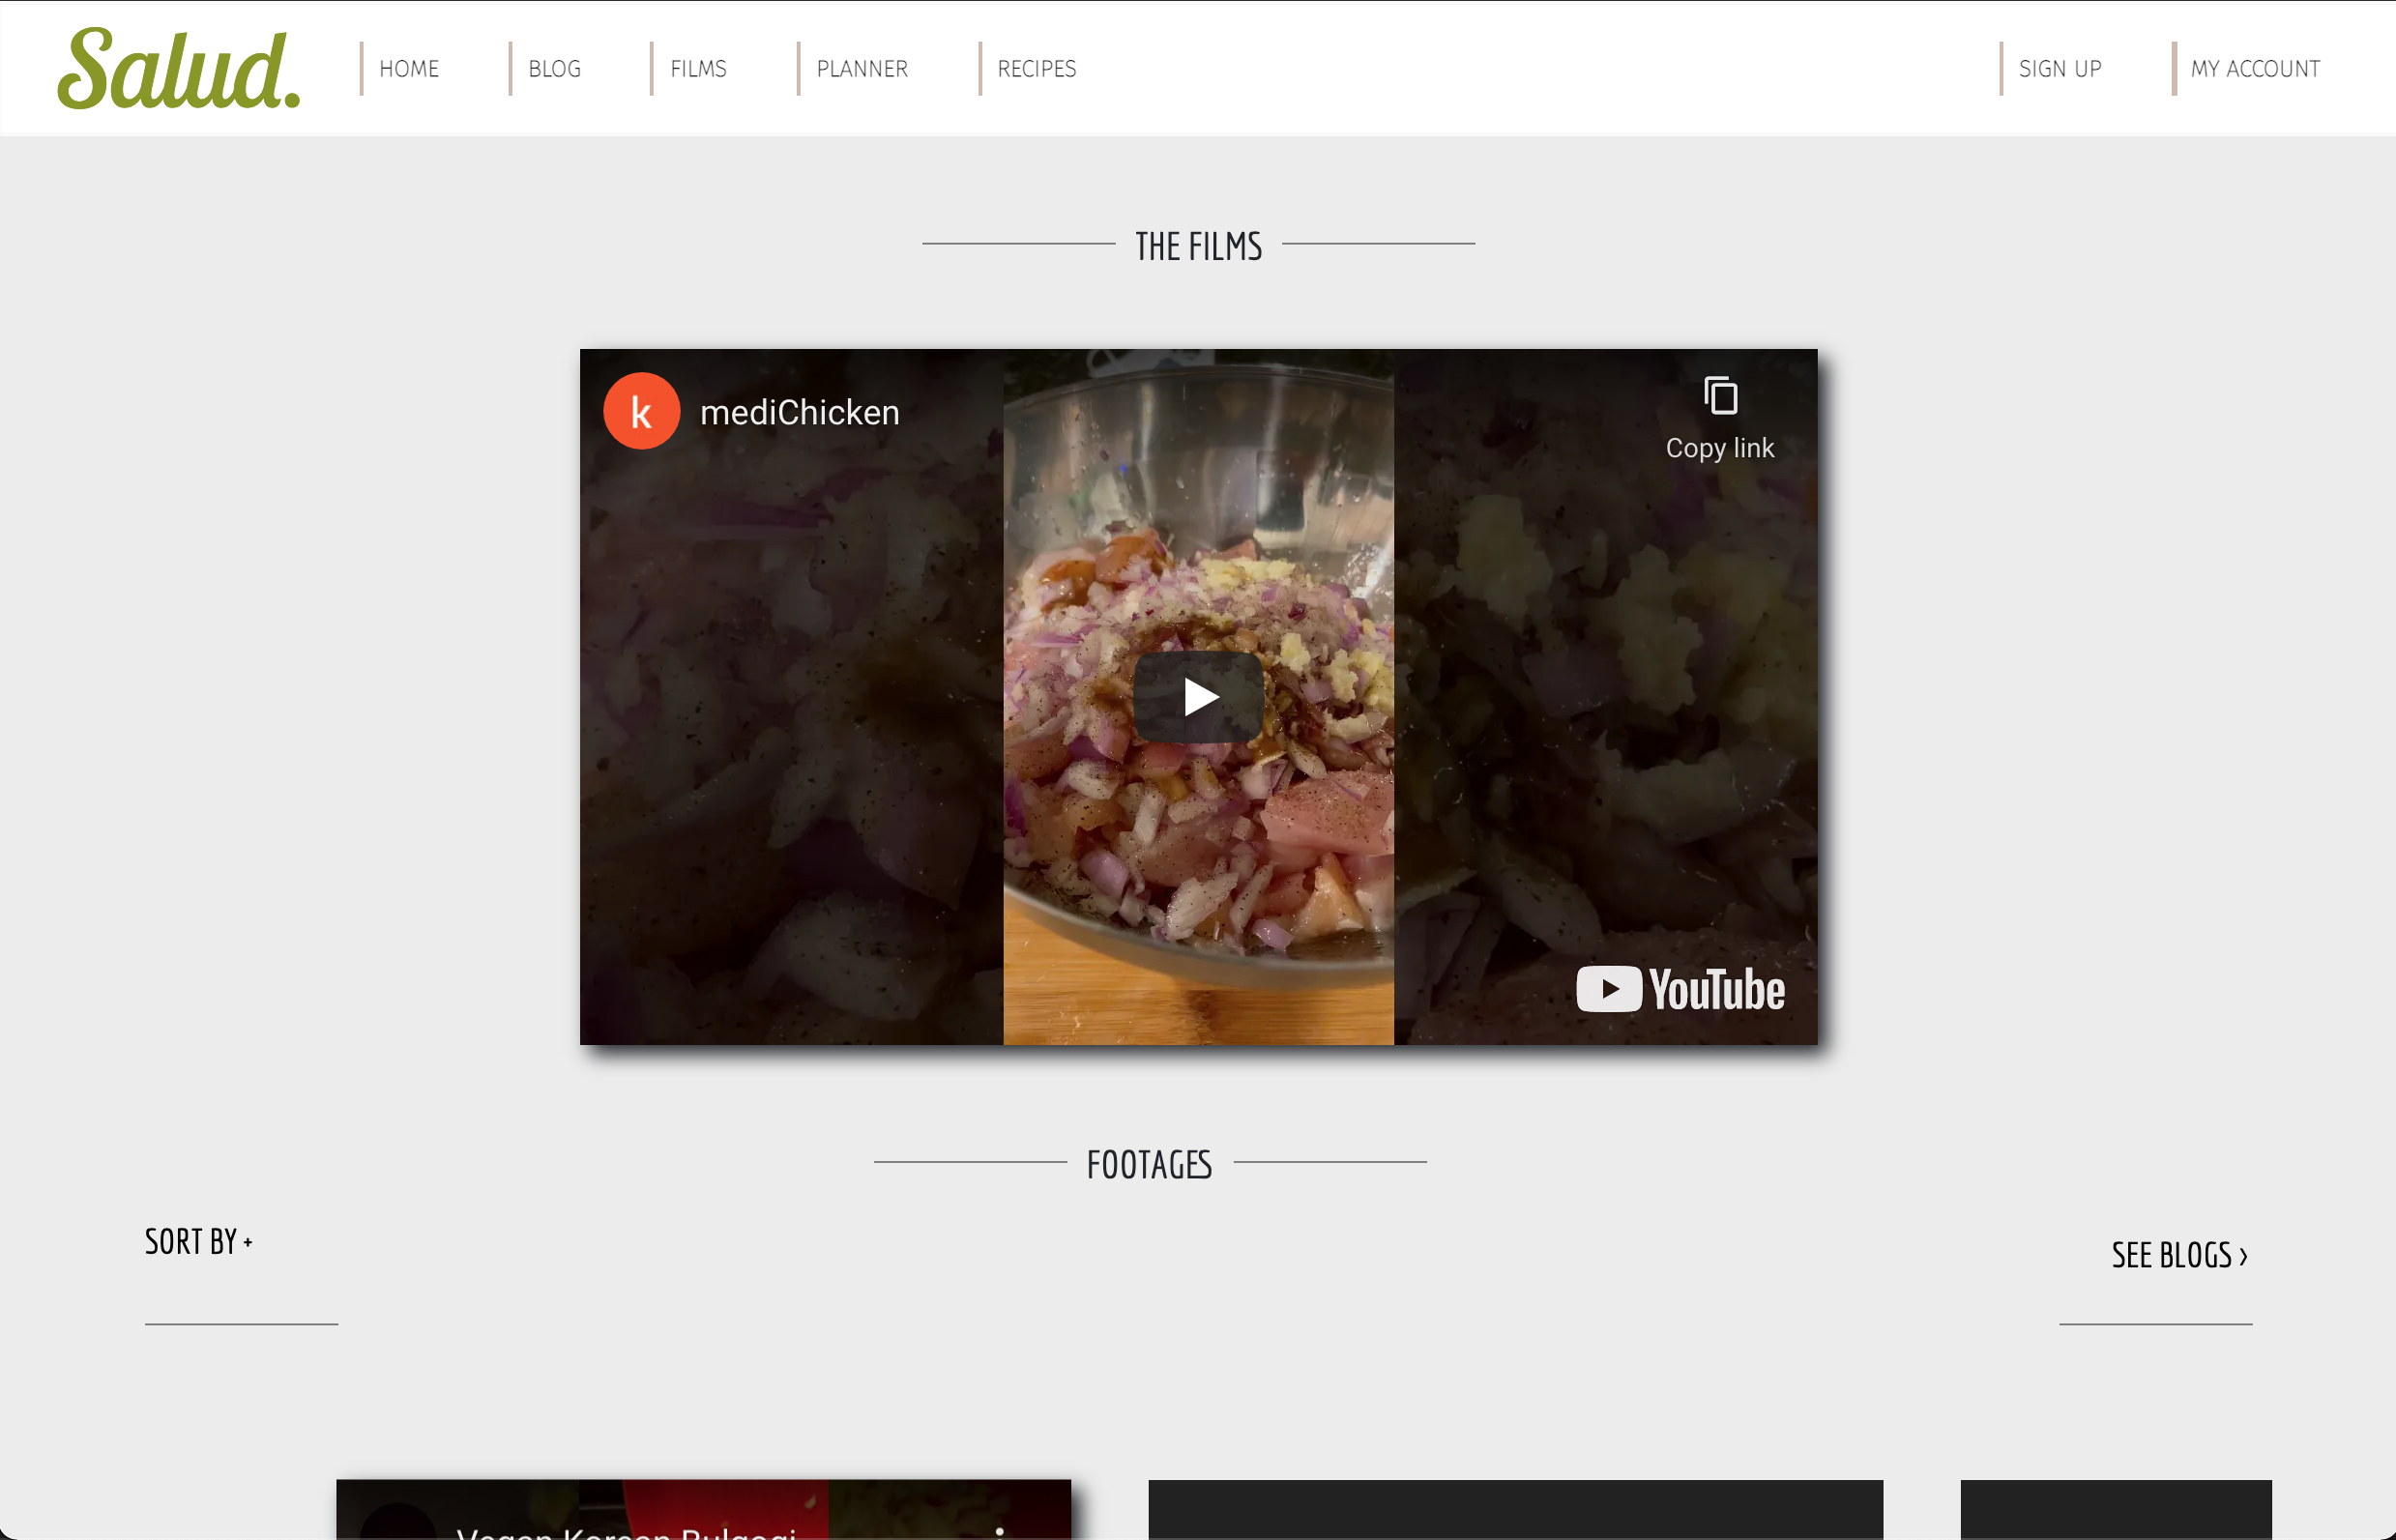 Salud.
HOME
BLOG
FILMS
PLANNER
RECIPES
SIGN UP
MY ACCOUNT
THE FILMS
k
mediChicken
Copy link
YouTube
FOOTAGES
SORT BY +
SEE BLOGS ›
Vegan Korean Bulgogi